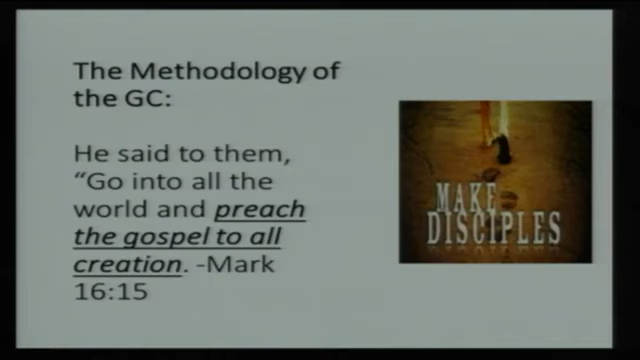 The Methodology of
the GC:
He said to them,
“Go into all the
world and preach
the gospel to all
creation. -Mark
16:15
MAKE
DISCIPLES